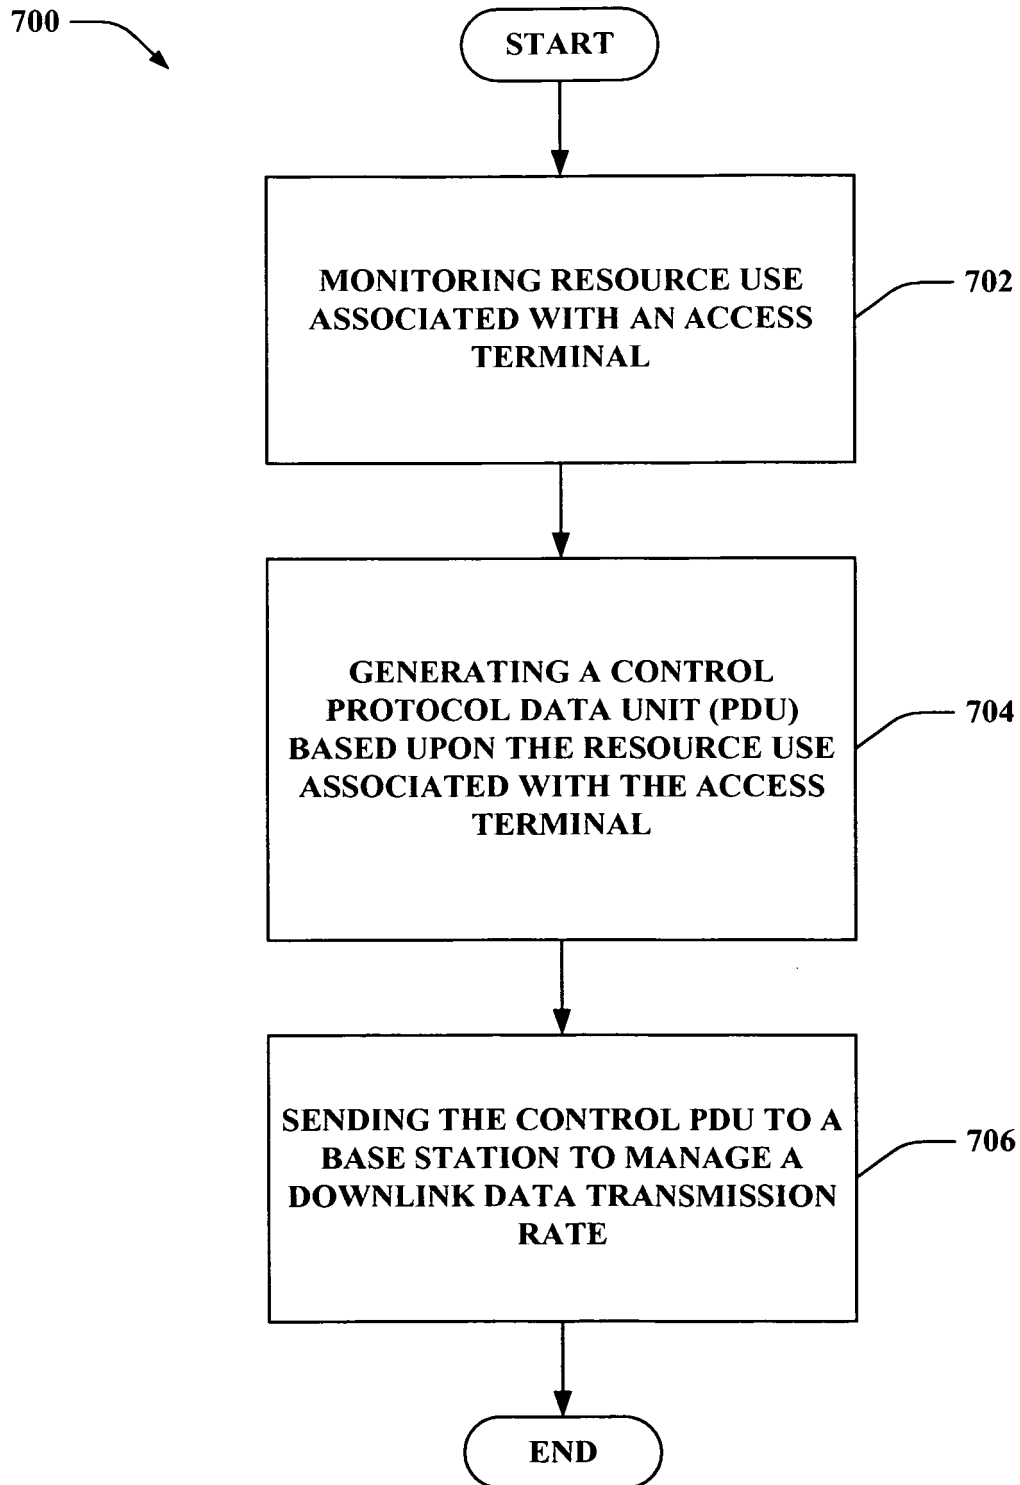 700
START
MONITORING RESOURCE USE
ASSOCIATED WITH AN ACCESS
TERMINAL
702
GENERATING A CONTROL
PROTOCOL DATA UNIT (PDU)
BASED UPON THE RESOURCE USE
ASSOCIATED WITH THE ACCESS
TERMINAL
704
SENDING THE CONTROL PDU TO A
BASE STATION TO MANAGE A
DOWNLINK DATA TRANSMISSION
RATE
706
END